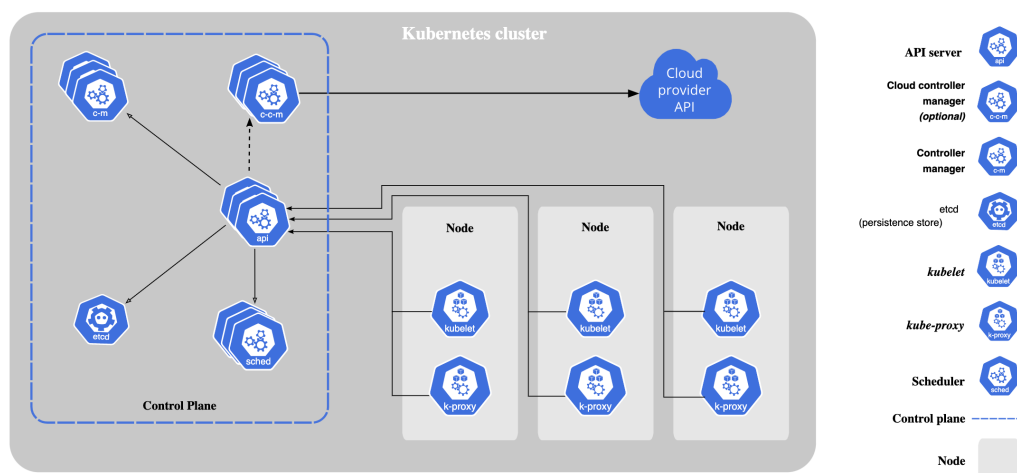 Kubernetes cluster
c-m
c-c-m
Cloud
provider
API
api
etcd
sched
Control Plane
Node
kubelet
k-proxy
Node
kubelet
k-proxy
Node
kubelet
k-proxy
API server
api
Cloud controller
manager
(optional)
c-c-m
Controller
manager
c-m
etcd
(persistence store)
etcd
kubelet
kubelet
kube-proxy
k-proxy
Scheduler
sched
Control plane
Node